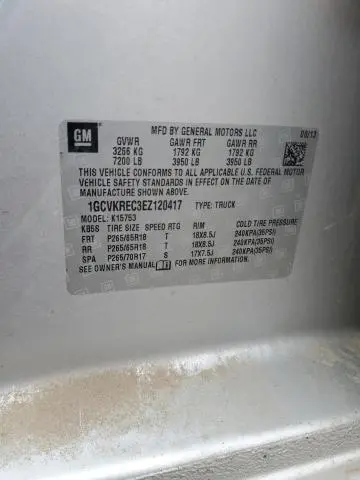 GM
MFD BY GENERAL MOTORS LLC 08/13
GVWR GAWR FRT GAWR RR
3266 KG 1792 KG 1792 KG
7200 LB 3950 LB 3950 LB
THIS VEHICLE CONFORMS TO ALL APPLICABLE U.S. FEDERAL MOTOR
VEHICLE SAFETY STANDARDS IN EFFECT ON THE DATE OF
MANUFACTURE SHOWN ABOVE.
1GCVKREC3EZ120417 TYPE: TRUCK
MODEL: K15753
TIRE SIZE SPEED RTG RIM COLD TIRE PRESSURE
FRT P265/65R18 T 18X8.5J 240KPA(35PSI)
RR P265/65R18 T 18X8.5J 240KPA(35PSI)
SPA P265/70R17 S 17X7.5J 240KPA(35PSI)
SEE OWNER'S MANUAL FOR MORE INFORMATION.